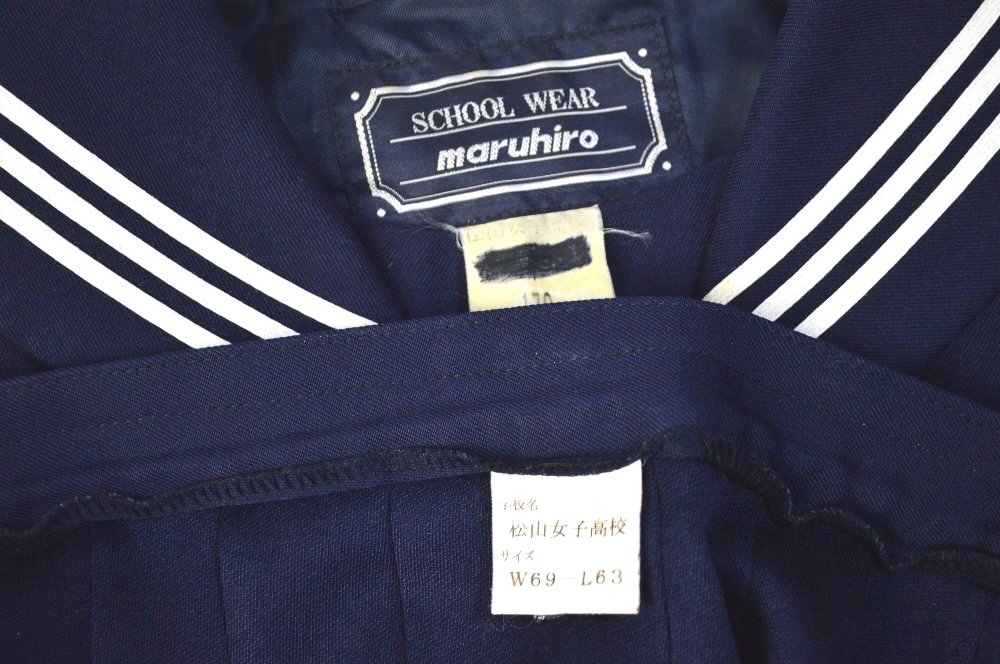 SCHOOL WEAR
maruhiro
170
学校名
松山女子高校
サイズ
W69-L63